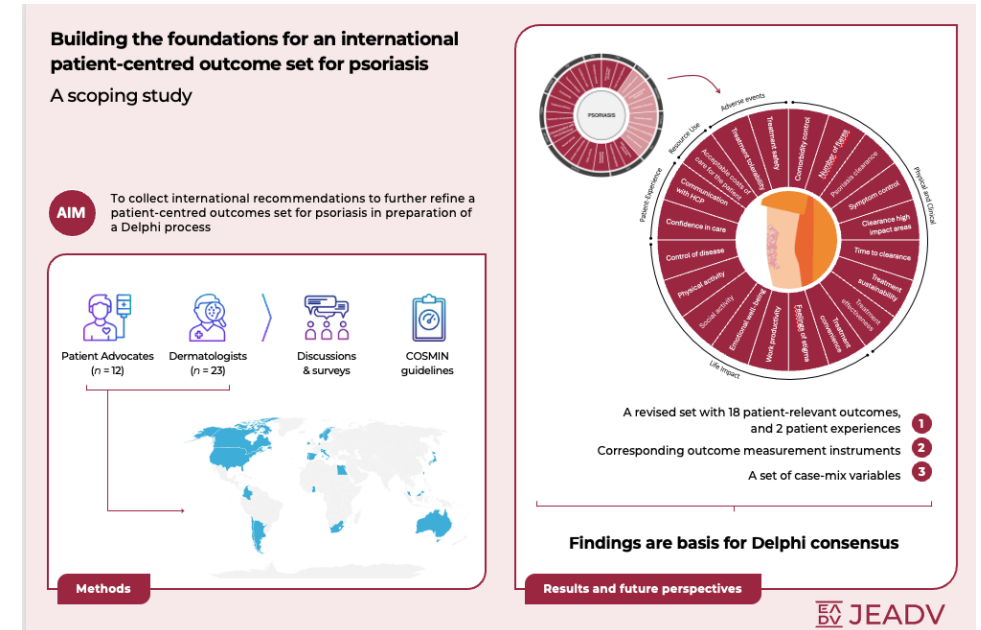 Building the foundations for an international
patient-centred outcome set for psoriasis
A scoping study
AIM
To collect international recommendations to further refine a
patient-centred outcomes set for psoriasis in preparation of
a Delphi process
Patient Advocates
(n = 12)
Dermatologists
(n = 23)
Discussions
& surveys
COSMIN
guidelines
Methods
PSORIASIS
Adverse events
Resource Use
Patient-Experience
Physical and Clinical
Life Impact
Comorbidity control
Number of flares
Psoriasis clearance
Symptom control
Clearance high
impact areas
Time to clearance
Treatment
sustainability
Treatment
effectiveness
Treatment
convenience
Feelings of stigma
Work productivity
Emotional well-being
Social activity
Physical activity
Control of disease
Confidence in care
Communication
with HCP
Acceptable costs of
care for the patient
Treatment tolerability
Treatment safety
A revised set with 18 patient-relevant outcomes,
and 2 patient experiences
1
Corresponding outcome measurement instruments
2
A set of case-mix variables
3
Findings are basis for Delphi consensus
Results and future perspectives
EADV JEADV